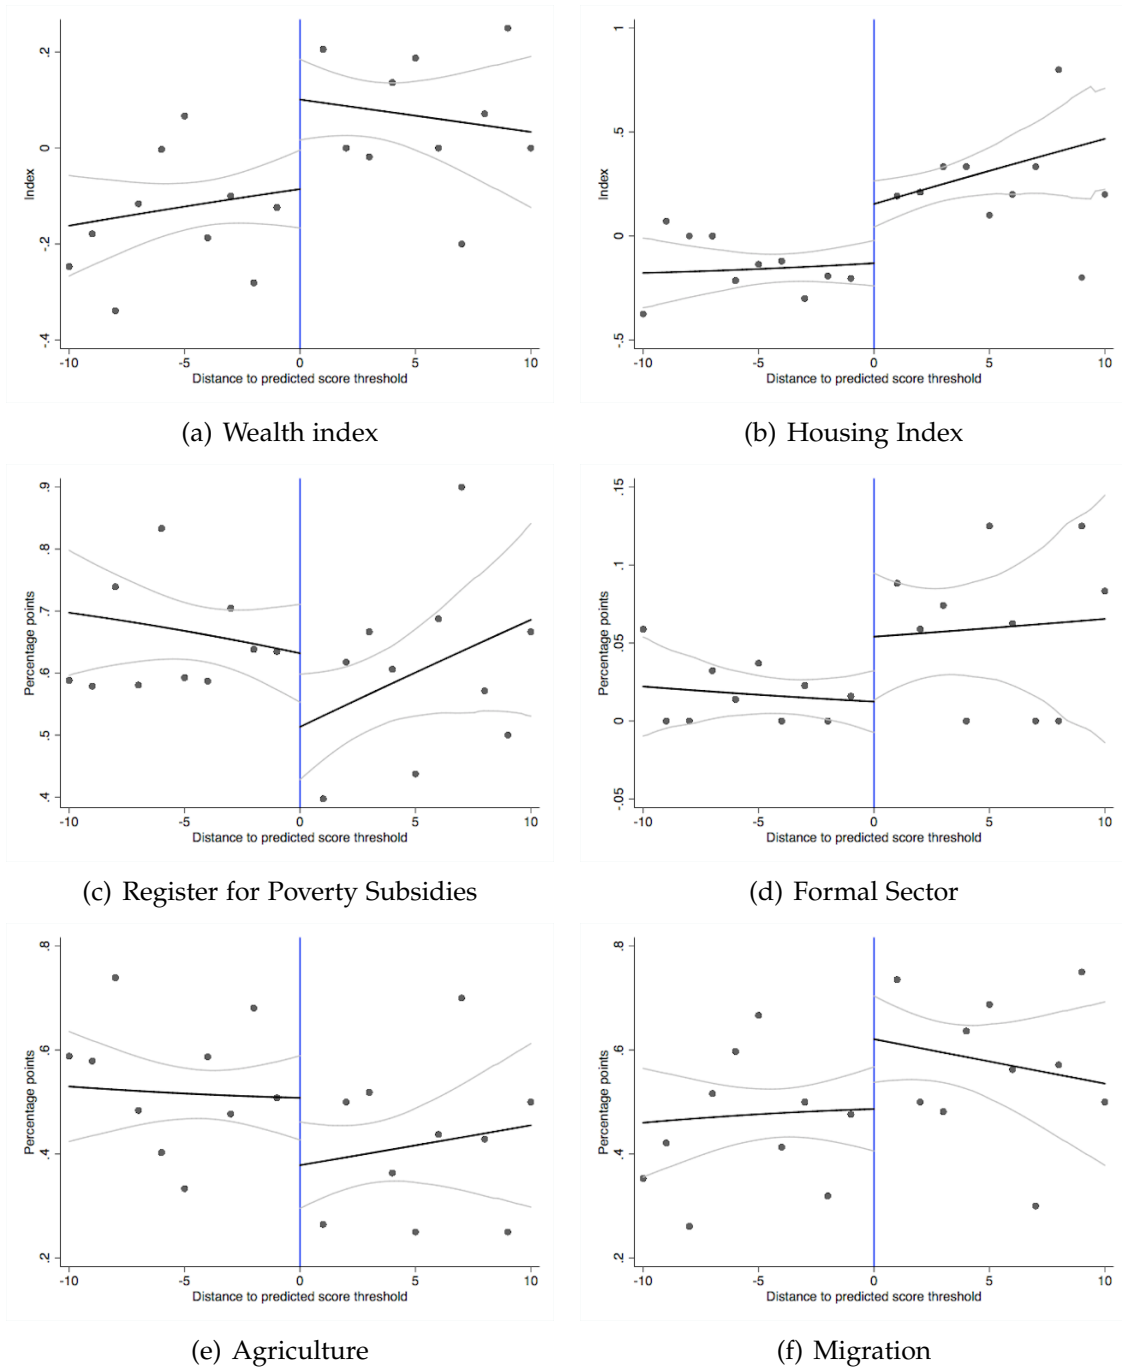 .2
0
-.2
-.4
Index
-10 -5 0 5 10
Distance to predicted score threshold
(a) Wealth index
1
.5
0
-.5
Index
-10 -5 0 5 10
Distance to predicted score threshold
(b) Housing Index
.9
.8
.7
.6
.5
.4
Percentage points
-10 -5 0 5 10
Distance to predicted score threshold
(c) Register for Poverty Subsidies
.15
.1
.05
0
-.05
Percentage points
-10 -5 0 5 10
Distance to predicted score threshold
(d) Formal Sector
.8
.6
.4
.2
Percentage points
-10 -5 0 5 10
Distance to predicted score threshold
(e) Agriculture
.8
.6
.4
.2
Percentage points
-10 -5 0 5 10
Distance to predicted score threshold
(f) Migration